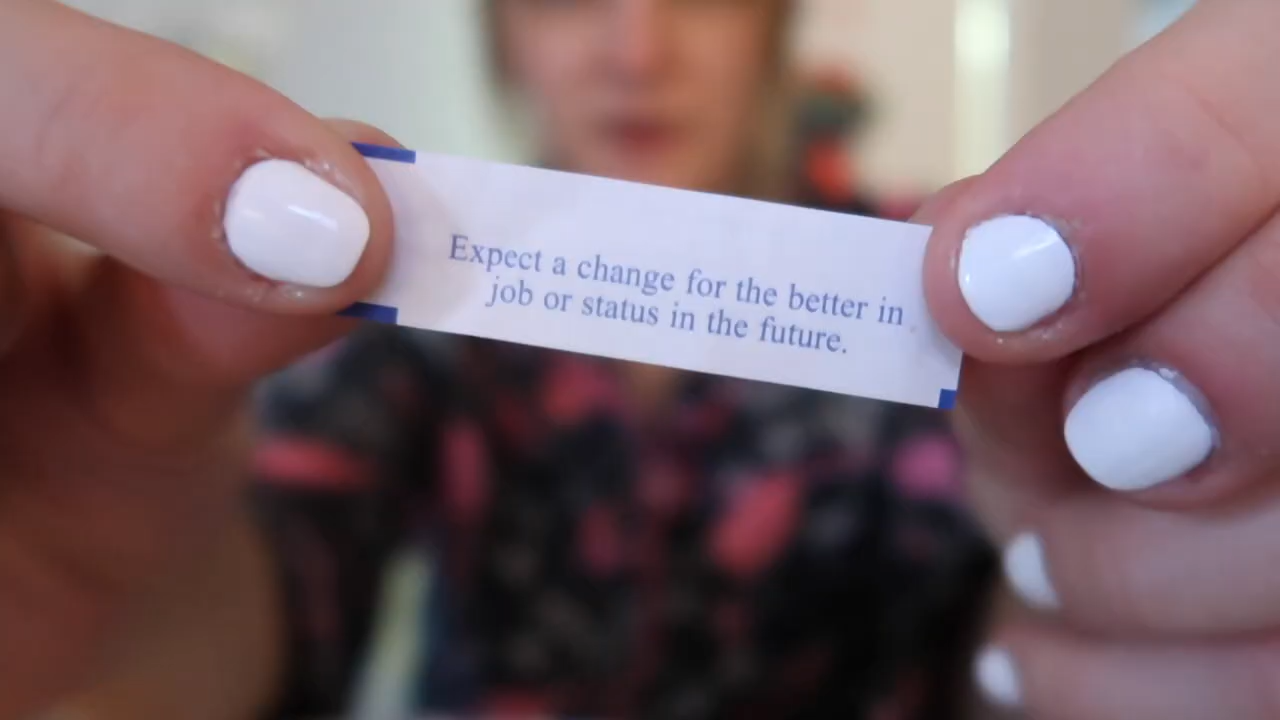 Expect a change for the better in
job or status in the future.